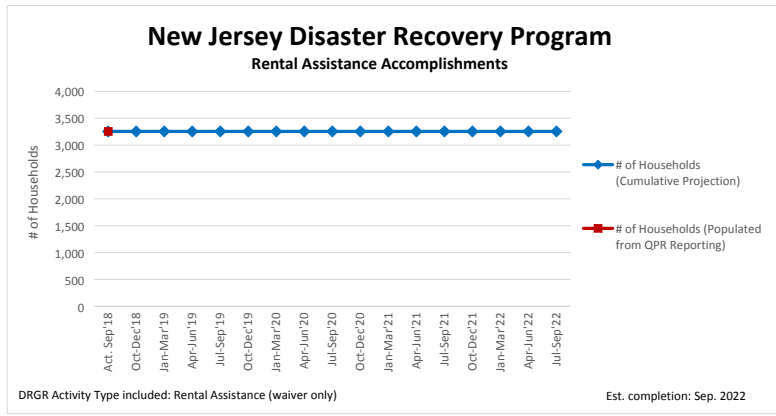 New Jersey Disaster Recovery Program
Rental Assistance Accomplishments
4,000
3,500
3,000
2,500
2,000
1,500
1,000
500
0
# of Households
Act. Sep'18
Oct-Dec'18
Jan-Mar'19
Apr-Jun'19
Jul-Sep'19
Oct-Dec'19
Jan-Mar'20
Apr-Jun'20
Jul-Sep'20
Oct-Dec'20
Jan-Mar'21
Apr-Jun'21
Jul-Sep'21
Oct-Dec'21
Jan-Mar'22
Apr-Jun'22
Jul-Sep'22
# of Households
(Cumulative Projection)
# of Households (Populated
from QPR Reporting)
DRGR Activity Type included: Rental Assistance (waiver only)
Est. completion: Sep. 2022